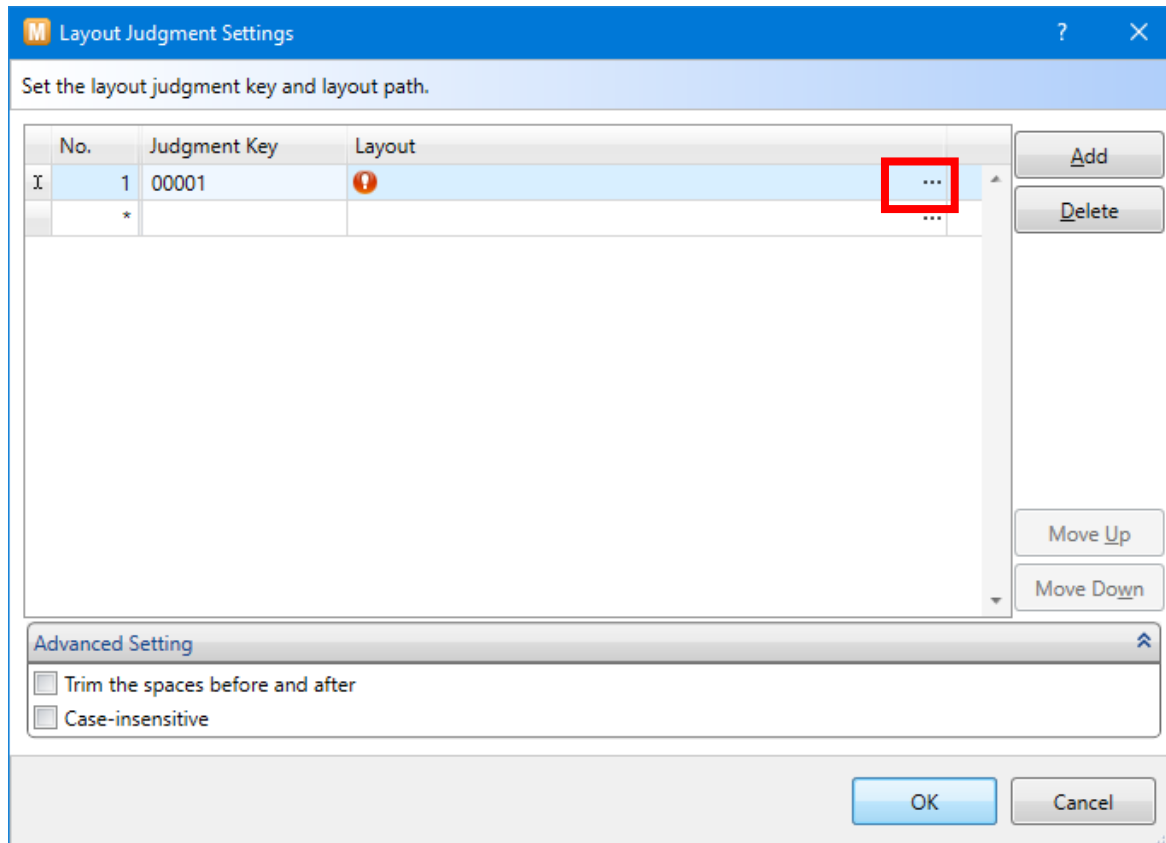 M Layout Judgment Settings ? ×
Set the layout judgment key and layout path.
No. Judgment Key Layout
1 00001 ...
* ...
Add
Delete
Move Up
Move Down
Advanced Setting
Trim the spaces before and after
Case-insensitive
OK Cancel